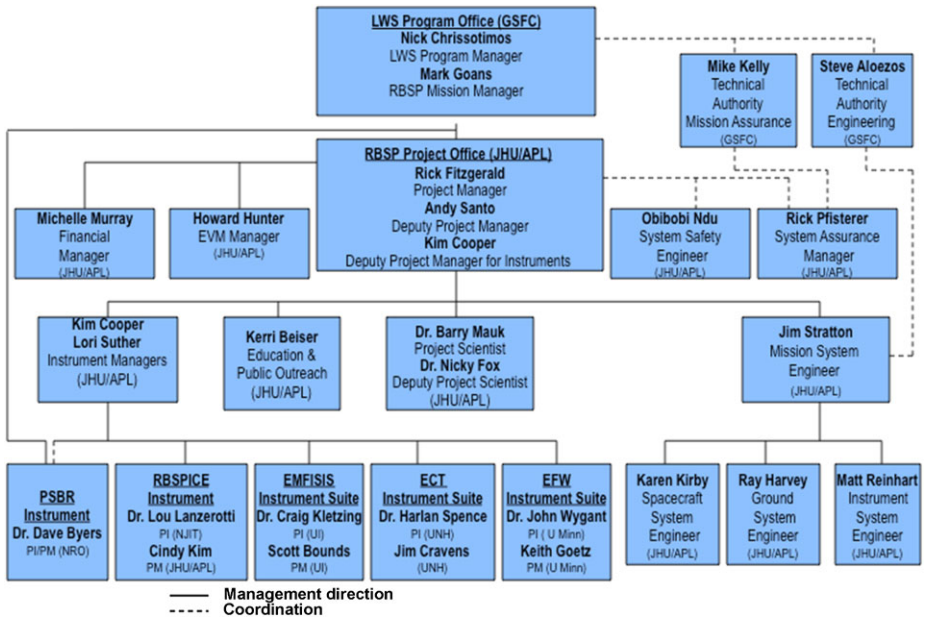 LWS Program Office (GSFC)
Nick Chrissotimos
LWS Program Manager
Mark Goans
RBSP Mission Manager
Mike Kelly
Technical
Authority
Mission Assurance
(GSFC)
Steve Aloezos
Technical
Authority
Engineering
(GSFC)
RBSP Project Office (JHU/APL)
Rick Fitzgerald
Project Manager
Andy Santo
Deputy Project Manager
Kim Cooper
Deputy Project Manager for Instruments
Michelle Murray
Financial
Manager
(JHU/APL)
Howard Hunter
EVM Manager
(JHU/APL)
Obibobi Ndu
System Safety
Engineer
(JHU/APL)
Rick Pfisterer
System Assurance
Manager
(JHU/APL)
Kim Cooper
Lori Suther
Instrument Managers
(JHU/APL)
Kerri Beiser
Education &
Public Outreach
(JHU/APL)
Dr. Barry Mauk
Project Scientist
Dr. Nicky Fox
Deputy Project Scientist
(JHU/APL)
Jim Stratton
Mission System
Engineer
(JHU/APL)
PSBR
Instrument
Dr. Dave Byers
PI/PM (NRO)
RBSPICE
Instrument
Dr. Lou Lanzerotti
PI (NJIT)
Cindy Kim
PM (JHU/APL)
EMFISIS
Instrument Suite
Dr. Craig Kletzing
PI (UI)
Scott Bounds
PM (UI)
ECT
Instrument Suite
Dr. Harlan Spence
PI (UNH)
Jim Cravens
(UNH)
EFW
Instrument Suite
Dr. John Wygant
PI ( U Minn)
Keith Goetz
PM (U Minn)
Karen Kirby
Spacecraft
System
Engineer
(JHU/APL)
Ray Harvey
Ground
System
Engineer
(JHU/APL)
Matt Reinhart
Instrument
System
Engineer
(JHU/APL)
Management direction
Coordination